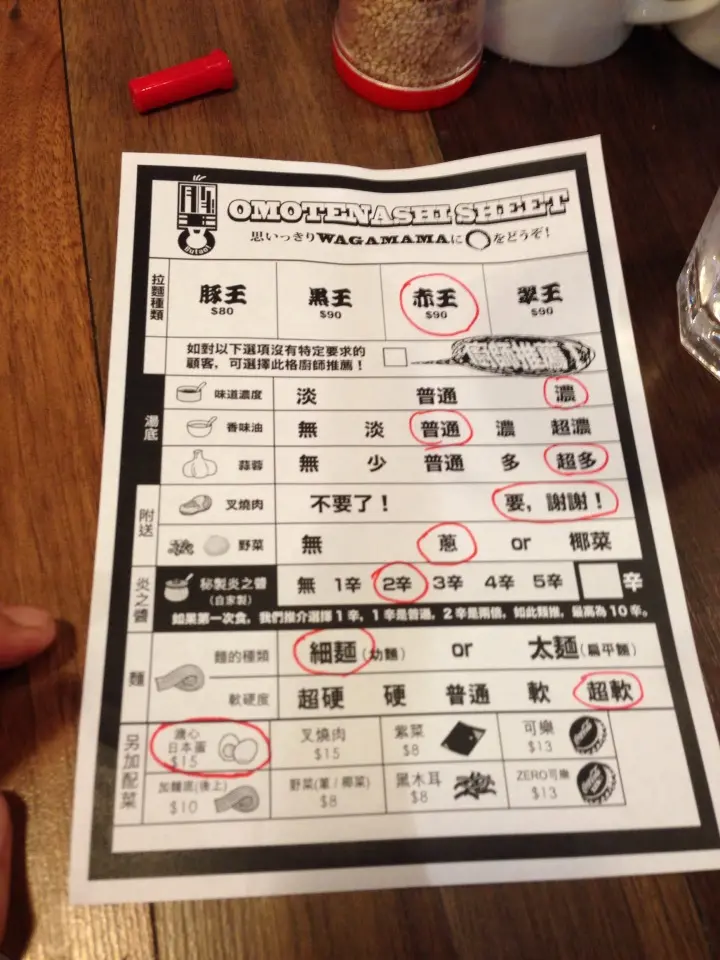 Butao
OMOTENASHI SHEET
思いっきりWAGAMAMAに◯をどうぞ!
拉麵種類
豚王 黒王 赤王 翠王
$80 $90 $90 $90
如對以下選項沒有特定要求的
顧客，可選擇此格廚師推薦！
湯底
味道濃度 淡 普通 濃
香味油 無 淡 普通 濃 超濃
蒜蓉 無 少 普通 多 超多
附送
叉燒肉 不要了！ 要，謝謝！
野菜 無 蔥 or 椰菜
炎之醬
秘製炎之醬 無 1辛 2辛 3辛 4辛 5辛 辛
(自家製)
如果第一次食，我們推介選擇1辛，1辛是普通，2辛是兩倍，如此類推，最高為10辛。
麵
麵的種類 細麵(幼麵) or 太麵(扁平麵)
軟硬度 超硬 硬 普通 軟 超軟
另加配菜
溏心
日本蛋 叉燒肉 紫菜 可樂
$15 $15 $8 $13
加麵底(後上) 野菜(蔥/椰菜) 黑木耳 ZERO可樂
$10 $8 $8 $13